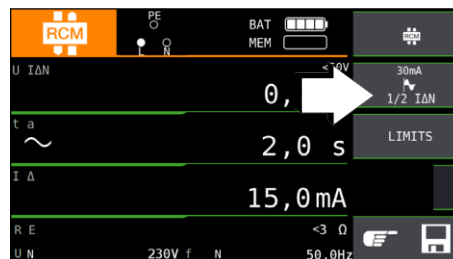 RCM
PE
L N
BAT
MEM
RCM
U IΔN
0,
30mA
1/2 IΔN
t a
2,0 s
LIMITS
I Δ
15,0mA
R E
<3 Ω
U N 230V f N 50.0Hz